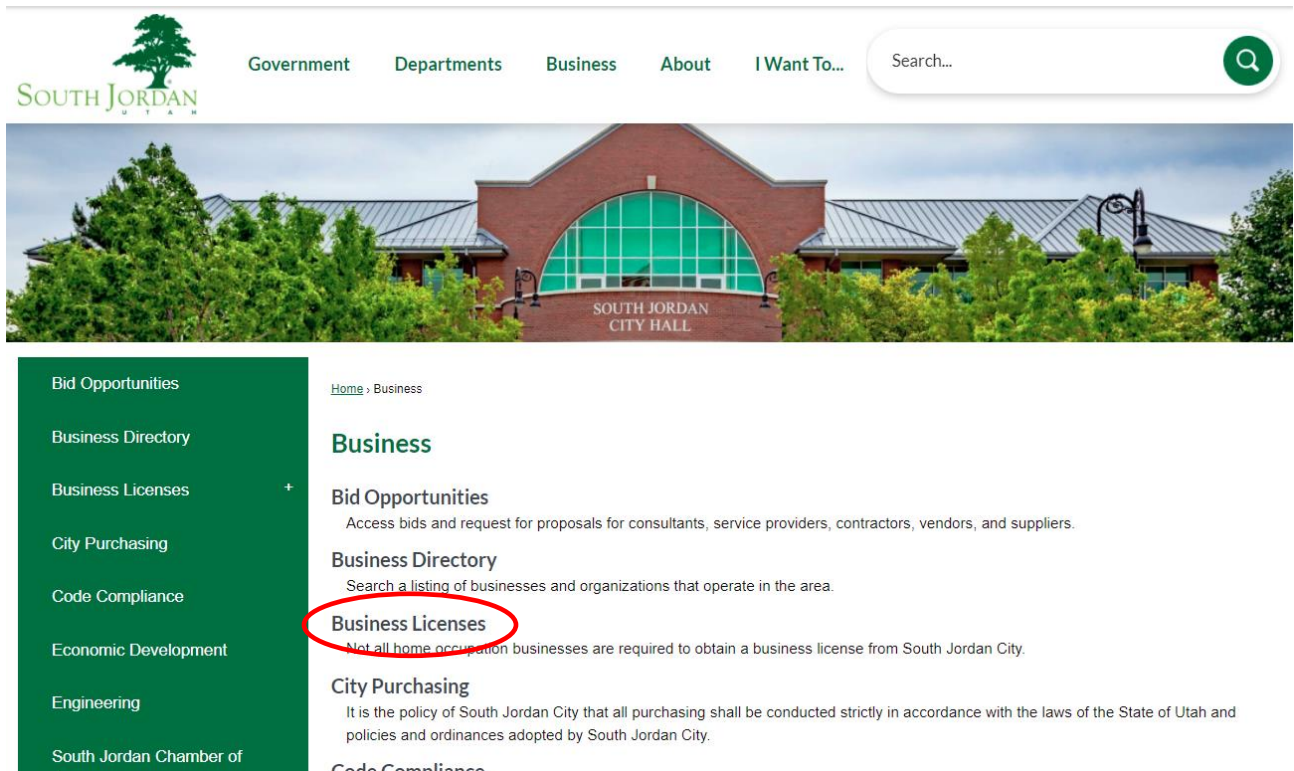 SOUTH JORDAN
UTAH
Government Departments Business About I Want To... Search...
SOUTH JORDAN
CITY HALL
Bid Opportunities
Business Directory
Business Licenses +
City Purchasing
Code Compliance
Economic Development
Engineering
South Jordan Chamber of
Home › Business
Business
Bid Opportunities
Access bids and request for proposals for consultants, service providers, contractors, vendors, and suppliers.
Business Directory
Search a listing of businesses and organizations that operate in the area.
Business Licenses
Not all home occupation businesses are required to obtain a business license from South Jordan City.
City Purchasing
It is the policy of South Jordan City that all purchasing shall be conducted strictly in accordance with the laws of the State of Utah and
policies and ordinances adopted by South Jordan City.
Code Compliance